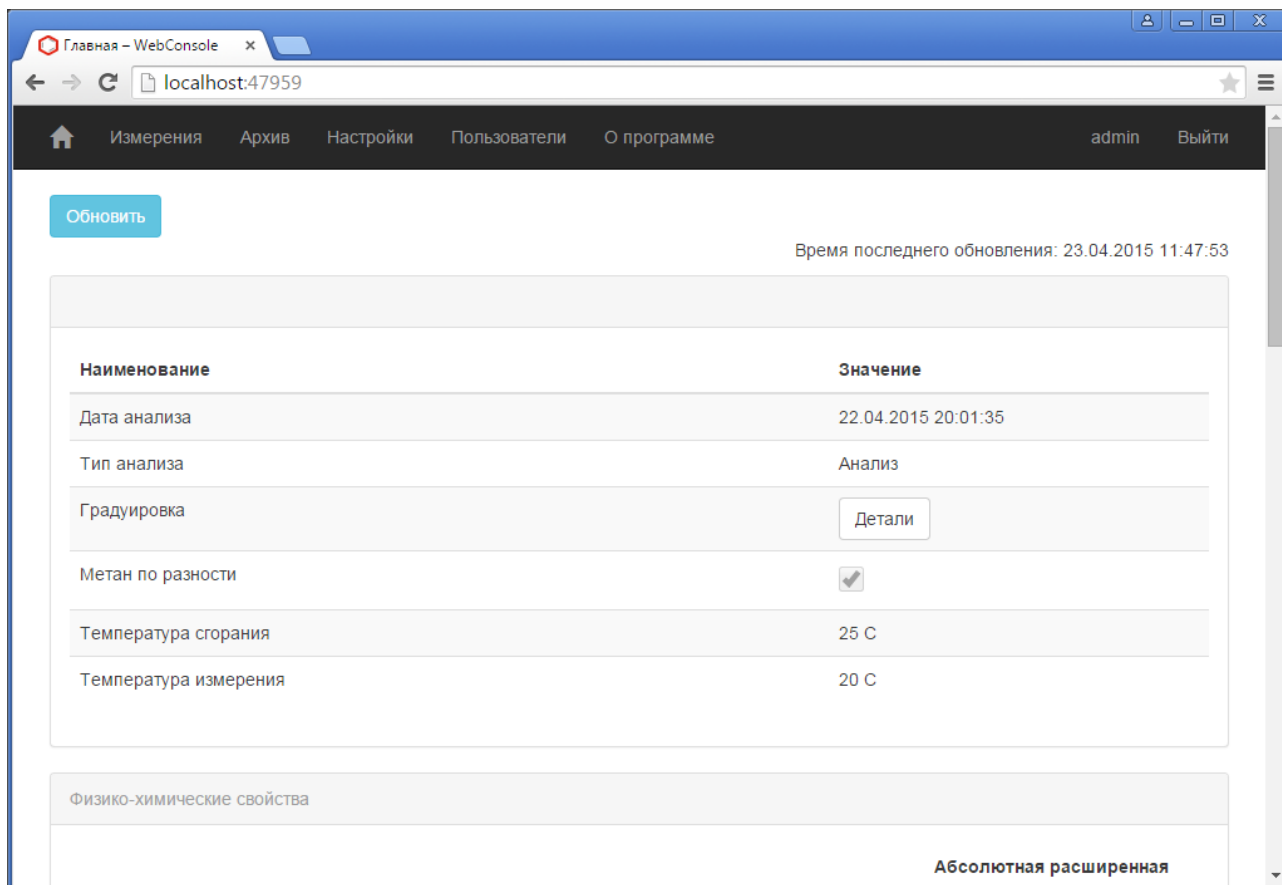 Главная – WebConsole
localhost:47959
Измерения Архив Настройки Пользователи О программе admin Выйти
Обновить
Время последнего обновления: 23.04.2015 11:47:53
Наименование Значение
Дата анализа 22.04.2015 20:01:35
Тип анализа Анализ
Градуировка Детали
Метан по разности
Температура сгорания 25 С
Температура измерения 20 С
Физико-химические свойства
Абсолютная расширенная